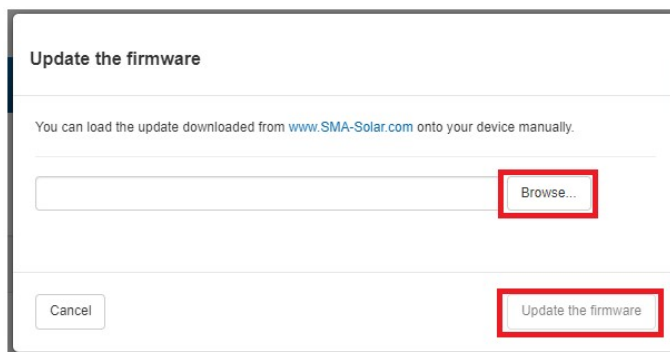 Update the firmware
You can load the update downloaded from www.SMA-Solar.com onto your device manually.
Browse...
Cancel
Update the firmware